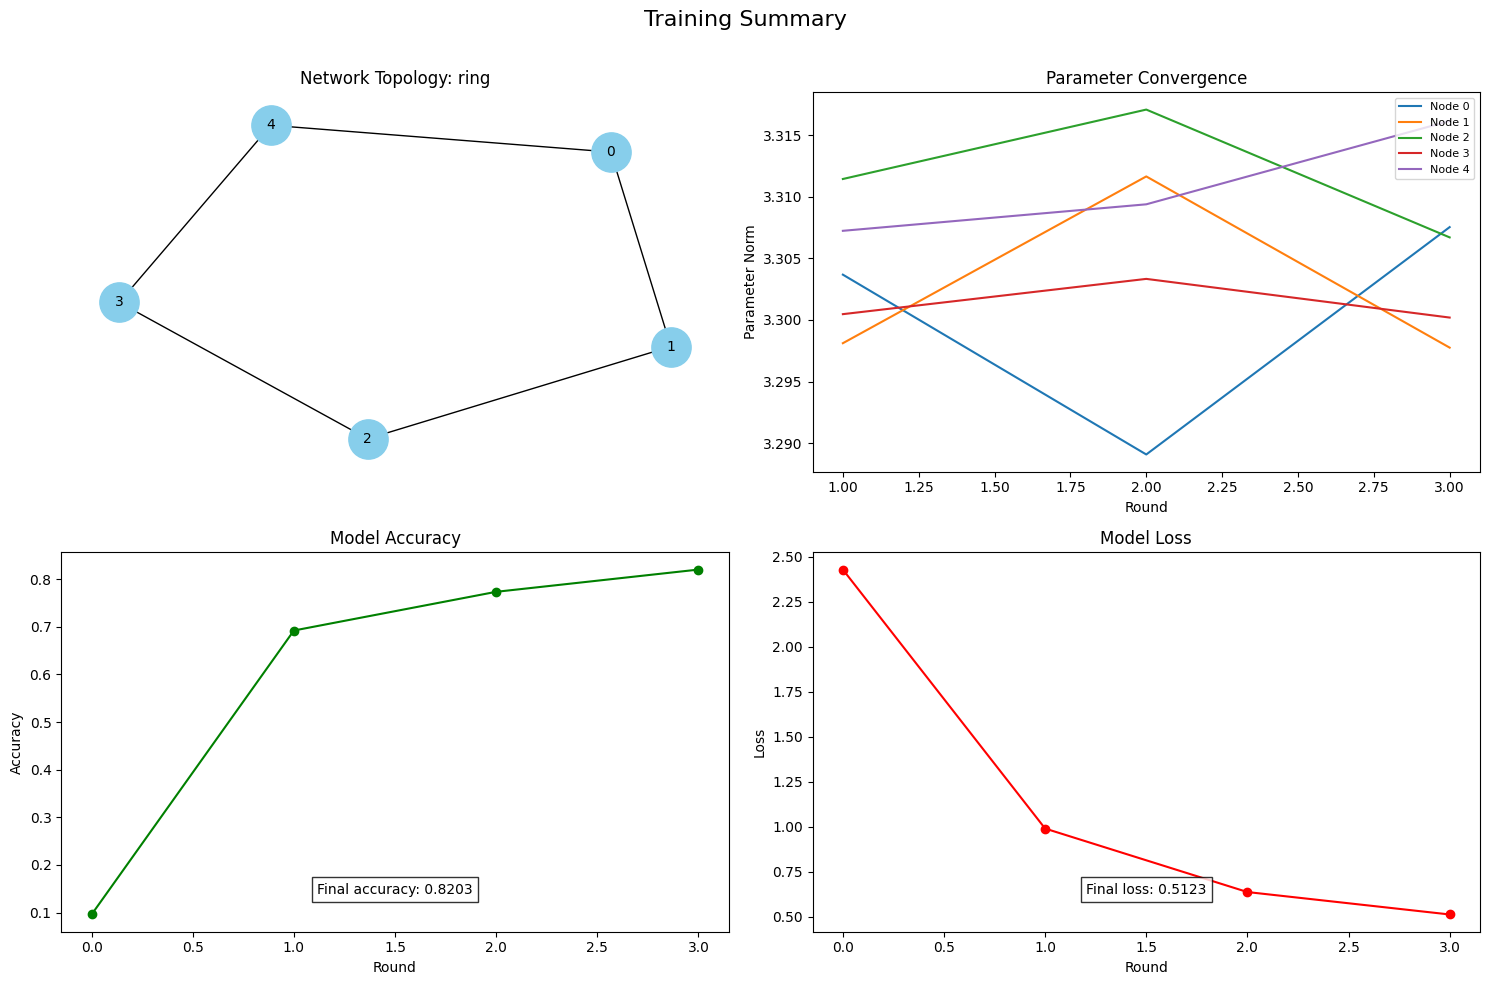 Training Summary
Network Topology: ring
4
0
3
1
2
Parameter Convergence
Parameter Norm
3.315
3.310
3.305
3.300
3.295
3.290
Node 0
Node 1
Node 2
Node 3
Node 4
1.00 1.25 1.50 1.75 2.00 2.25 2.50 2.75 3.00
Round
Model Accuracy
Accuracy
0.8
0.7
0.6
0.5
0.4
0.3
0.2
0.1
Final accuracy: 0.8203
0.0 0.5 1.0 1.5 2.0 2.5 3.0
Round
Model Loss
Loss
2.50
2.25
2.00
1.75
1.50
1.25
1.00
0.75
0.50
Final loss: 0.5123
0.0 0.5 1.0 1.5 2.0 2.5 3.0
Round